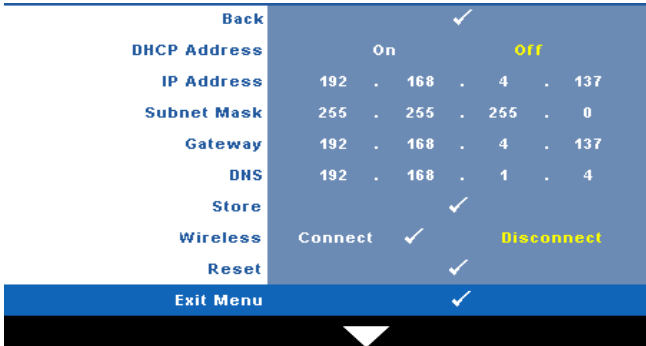 Back ✓
DHCP Address On Off
IP Address 192 . 168 . 4 . 137
Subnet Mask 255 . 255 . 255 . 0
Gateway 192 . 168 . 4 . 137
DNS 192 . 168 . 1 . 4
Store ✓
Wireless Connect ✓ Disconnect
Reset ✓
Exit Menu ✓